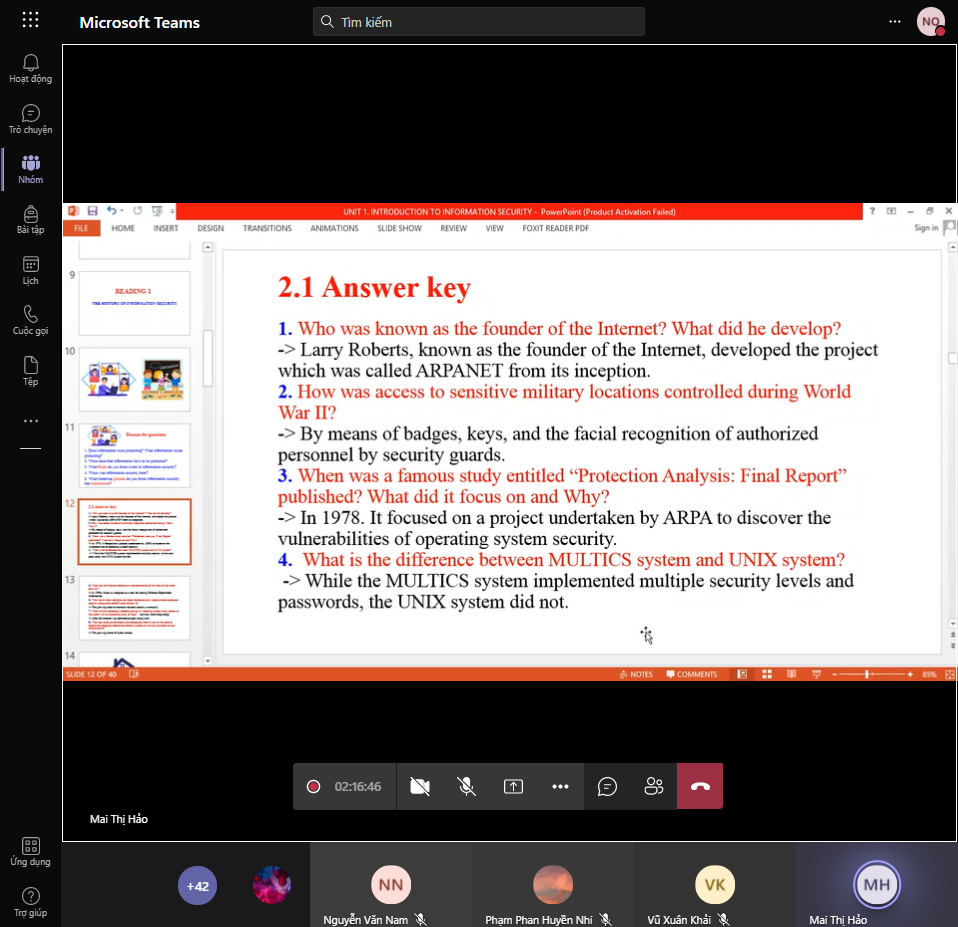 Microsoft Teams
Tìm kiếm
NO
Hoạt động
Trò chuyện
Nhóm
Bài tập
Lịch
Cuộc gọi
Tệp
Ứng dụng
Trợ giúp
UNIT 1. INTRODUCTION TO INFORMATION SECURITY - PowerPoint (Product Activation Failed)
FILE HOME INSERT DESIGN TRANSITIONS ANIMATIONS SLIDE SHOW REVIEW VIEW FOXIT READER PDF Sign in
9
READING 1
THE HISTORY OF INFORMATION SECURITY
10
11
Discuss the question
12
2.1 Answer key
13
14
2.1 Answer key
1. Who was known as the founder of the Internet? What did he develop?
-> Larry Roberts, known as the founder of the Internet, developed the project
which was called ARPANET from its inception.
2. How was access to sensitive military locations controlled during World
War II?
-> By means of badges, keys, and the facial recognition of authorized
personnel by security guards.
3. When was a famous study entitled “Protection Analysis: Final Report”
published? What did it focus on and Why?
-> In 1978. It focused on a project undertaken by ARPA to discover the
vulnerabilities of operating system security.
4. What is the difference between MULTICS system and UNIX system?
-> While the MULTICS system implemented multiple security levels and
passwords, the UNIX system did not.
SLIDE 12 OF 40 NOTES COMMENTS 85%
02:16:46
Mai Thị Hảo
+42
NN
VK
MH
Nguyễn Văn Nam
Phạm Phan Huyền Nhi
Vũ Xuân Khải
Mai Thị Hảo